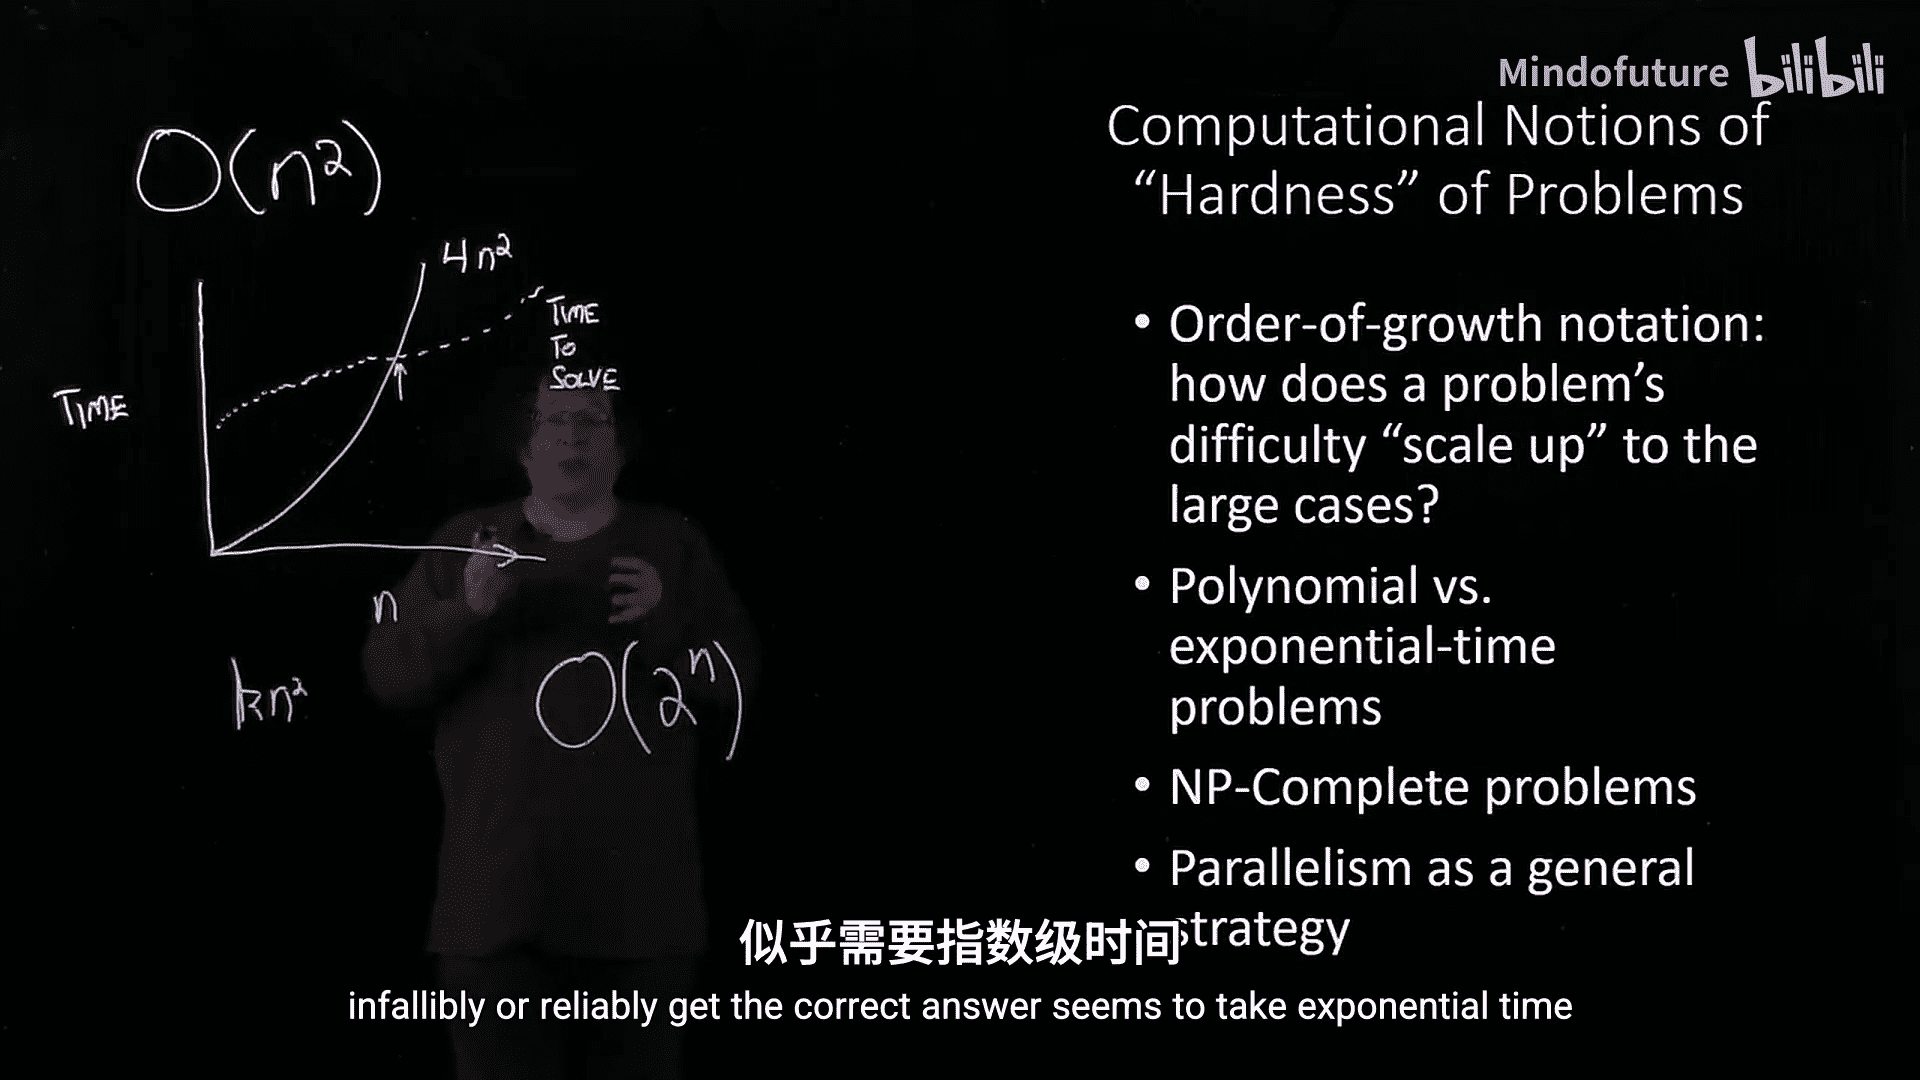 Mindofuture bilibili
O(n²)
4n²
TIME
TO
SOLVE
TIME
n
kn²
O(2ⁿ)
Computational Notions of
“Hardness” of Problems
• Order-of-growth notation:
how does a problem’s
difficulty “scale up” to the
large cases?
• Polynomial vs.
exponential-time
problems
• NP-Complete problems
• Parallelism as a general
strategy
似乎需要指数级时间
infallibly or reliably get the correct answer seems to take exponential time